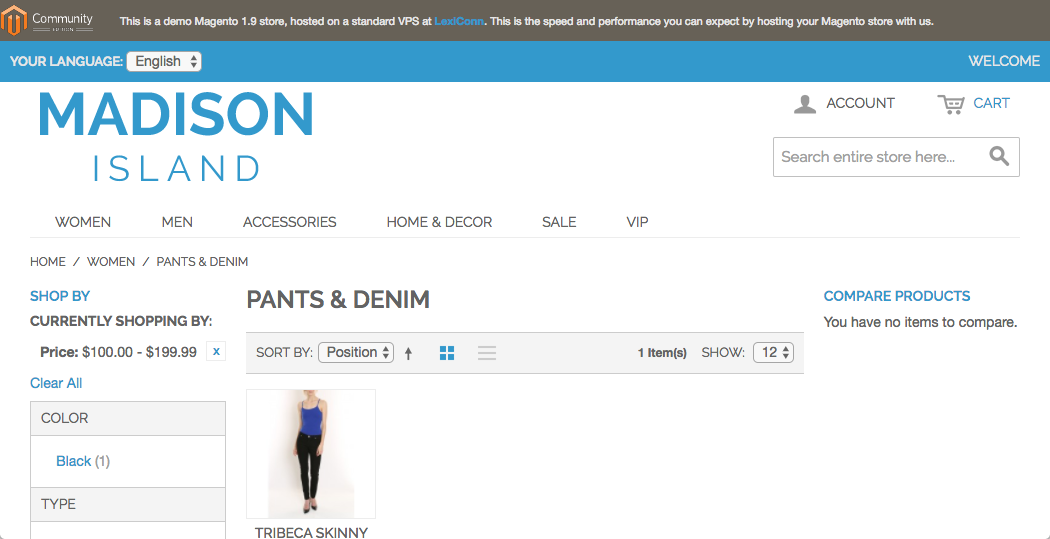 Community
EDITION
This is a demo Magento 1.9 store, hosted on a standard VPS at LexiConn. This is the speed and performance you can expect by hosting your Magento store with us.
YOUR LANGUAGE: English
WELCOME
MADISON
ISLAND
ACCOUNT
CART
Search entire store here...
WOMEN MEN ACCESSORIES HOME & DECOR SALE VIP
HOME / WOMEN / PANTS & DENIM
SHOP BY
CURRENTLY SHOPPING BY:
Price: $100.00 - $199.99 x
Clear All
COLOR
Black (1)
TYPE
PANTS & DENIM
SORT BY: Position 1 Item(s) SHOW: 12
TRIBECA SKINNY
COMPARE PRODUCTS
You have no items to compare.